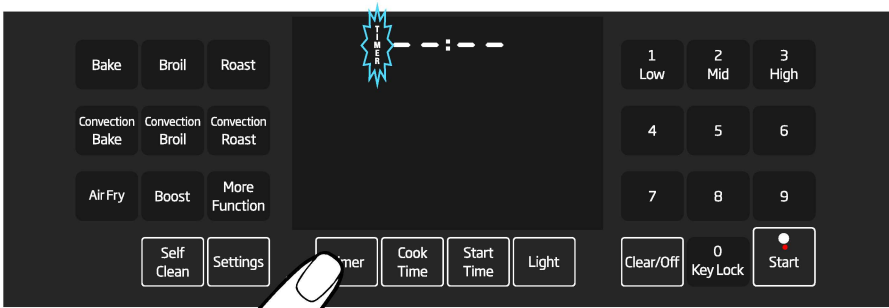 TIMER
--:--
Bake
Broil
Roast
1
Low
2
Mid
3
High
Convection
Bake
Convection
Broil
Convection
Roast
4
5
6
Air Fry
Boost
More
Function
7
8
9
Self
Clean
Settings
mer
Cook
Time
Start
Time
Light
Clear/Off
0
Key Lock
Start